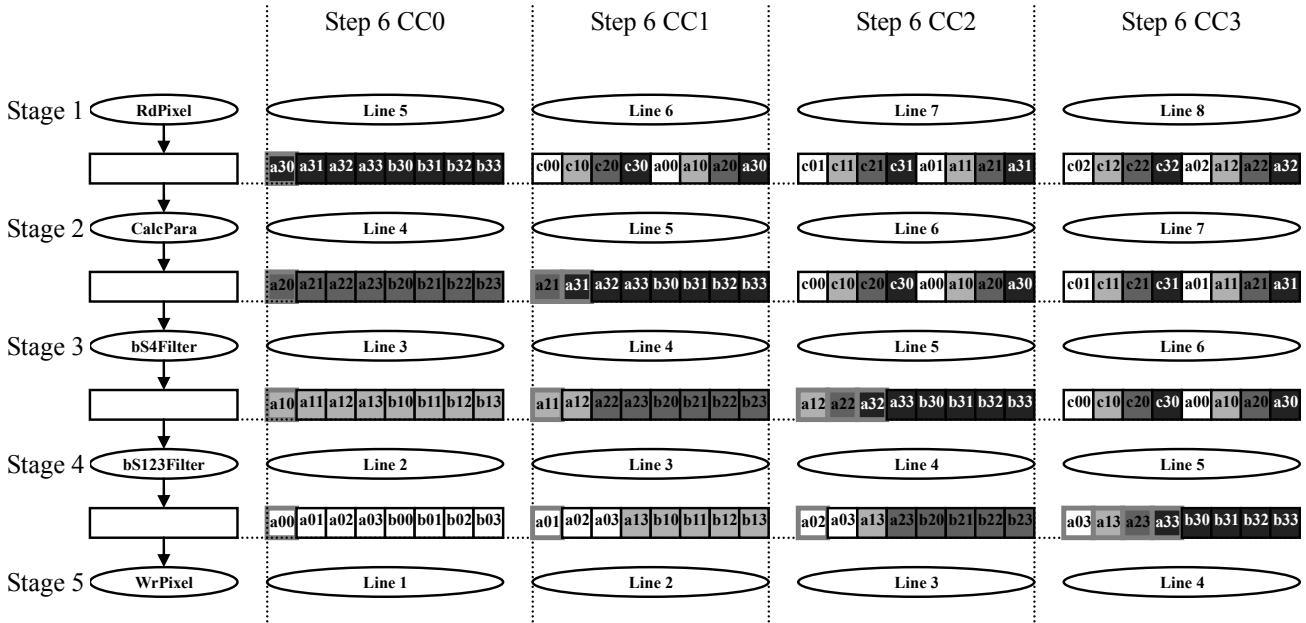 Step 6 CC0 Step 6 CC1 Step 6 CC2 Step 6 CC3
Stage 1 RdPixel Line 5 Line 6 Line 7 Line 8
a30 a31 a32 a33 b30 b31 b32 b33 c00 c10 c20 c30 a00 a10 a20 a30 c01 c11 c21 c31 a01 a11 a21 a31 c02 c12 c22 c32 a02 a12 a22 a32
Stage 2 CalcPara Line 4 Line 5 Line 6 Line 7
a20 a21 a22 a23 b20 b21 b22 b23 a21 a31 a32 a33 b30 b31 b32 b33 c00 c10 c20 c30 a00 a10 a20 a30 c01 c11 c21 c31 a01 a11 a21 a31
Stage 3 bS4Filter Line 3 Line 4 Line 5 Line 6
a10 a11 a12 a13 b10 b11 b12 b13 a11 a12 a22 a23 b20 b21 b22 b23 a12 a22 a32 a33 b30 b31 b32 b33 c00 c10 c20 c30 a00 a10 a20 a30
Stage 4 bS123Filter Line 2 Line 3 Line 4 Line 5
a00 a01 a02 a03 b00 b01 b02 b03 a01 a02 a03 a13 b10 b11 b12 b13 a02 a03 a13 a23 b20 b21 b22 b23 a03 a13 a23 a33 b30 b31 b32 b33
Stage 5 WrPixel Line 1 Line 2 Line 3 Line 4